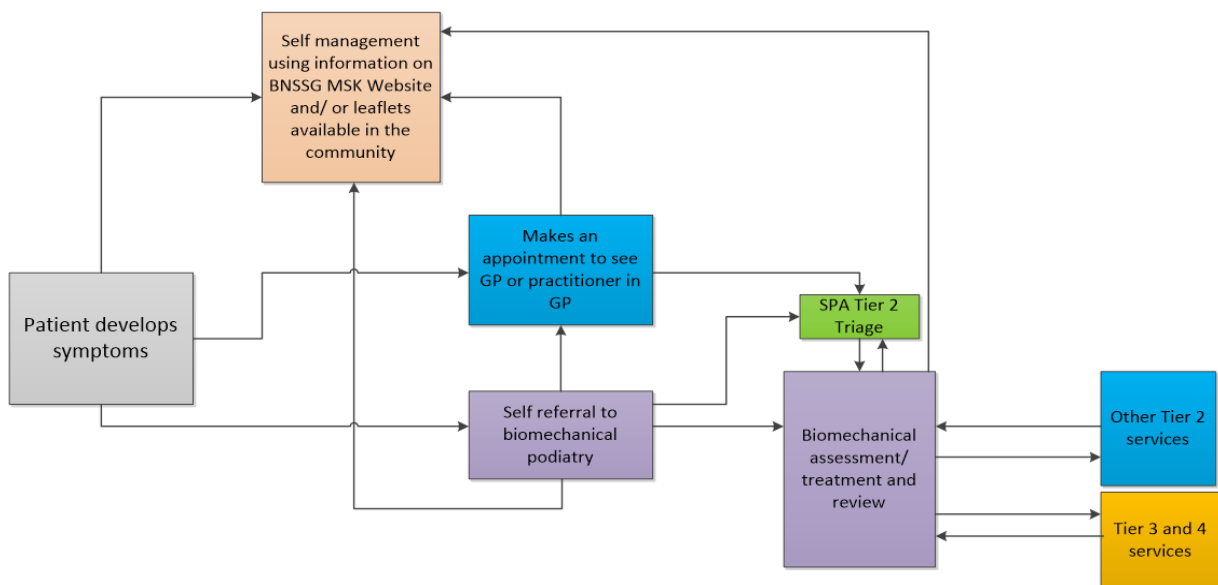 Self management
using information on
BNSSG MSK Website
and/ or leaflets
available in the
community
Makes an
appointment to see
GP or practitioner in
GP
Patient develops
symptoms
SPA Tier 2
Triage
Self referral to
biomechanical
podiatry
Biomechanical
assessment/
treatment and
review
Other Tier 2
services
Tier 3 and 4
services